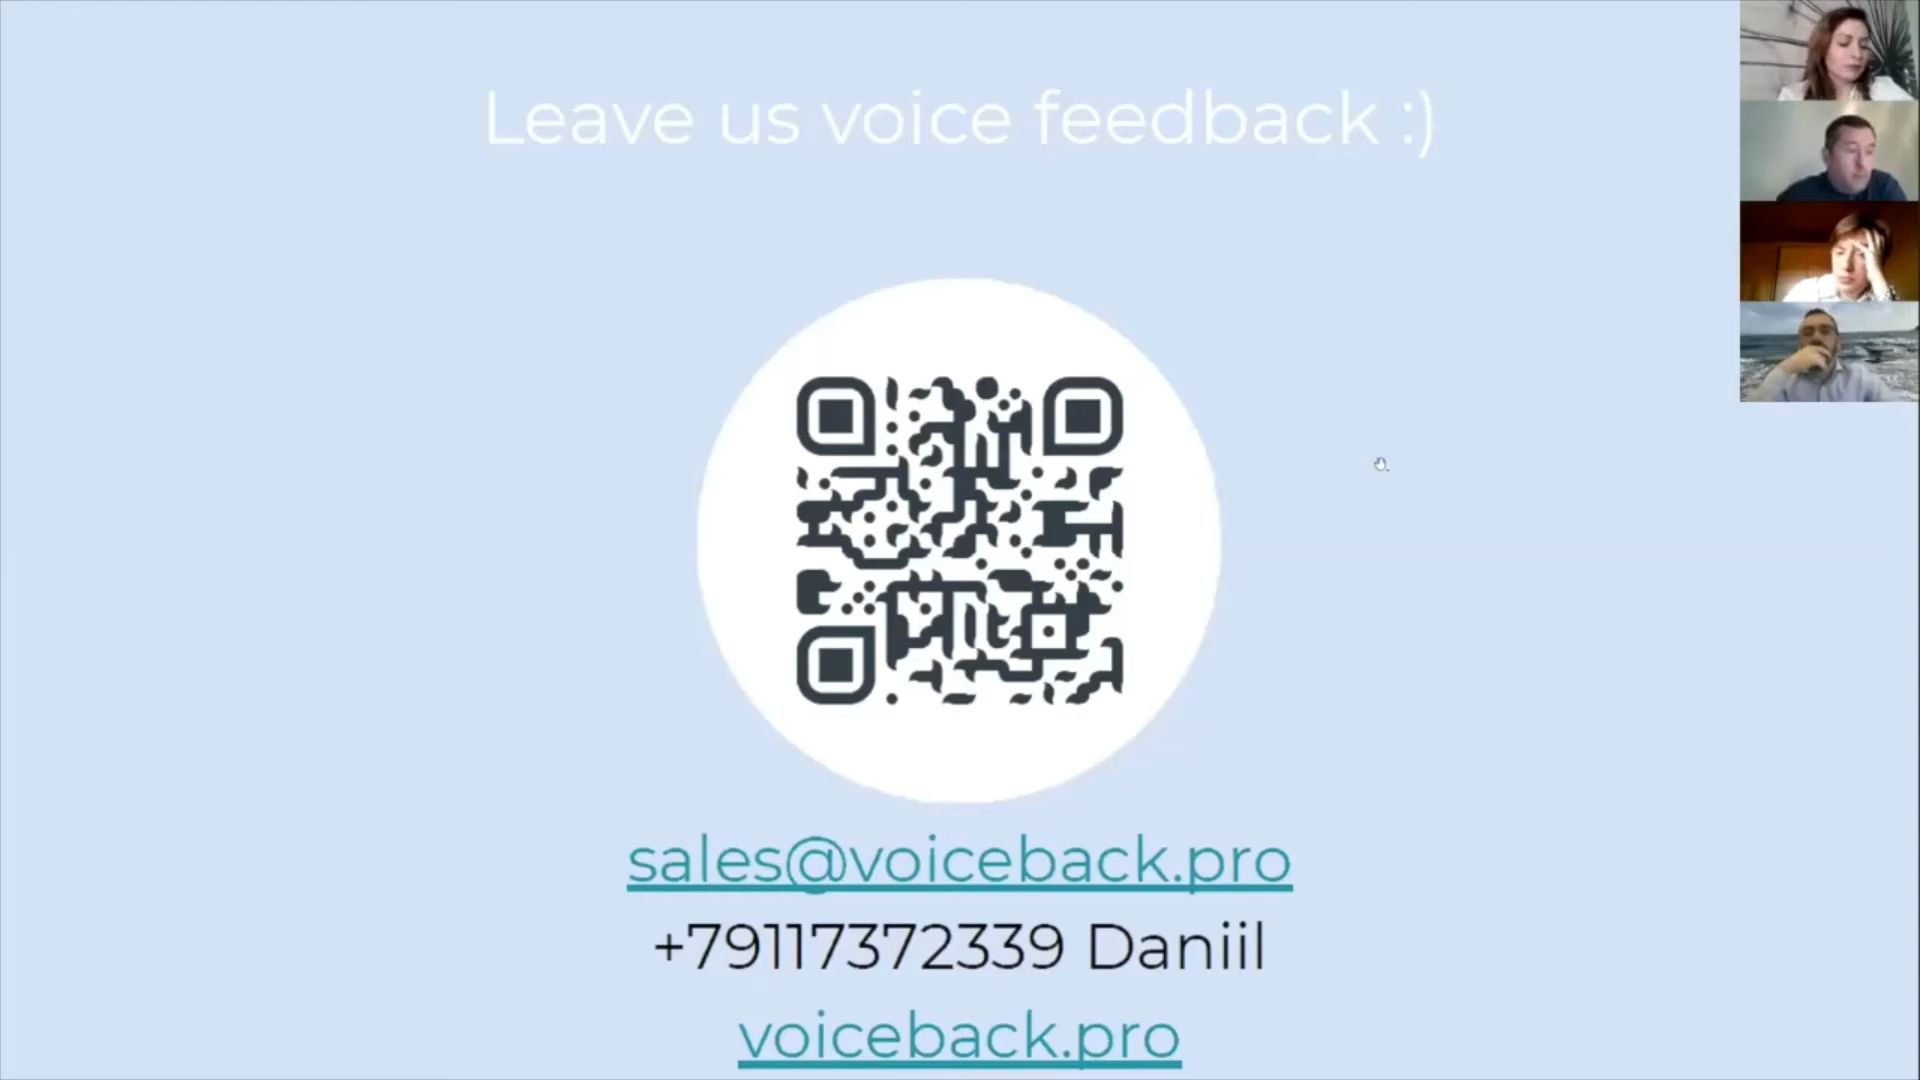 Leave us voice feedback :)
sales@voiceback.pro
+79117372339 Daniil
voiceback.pro